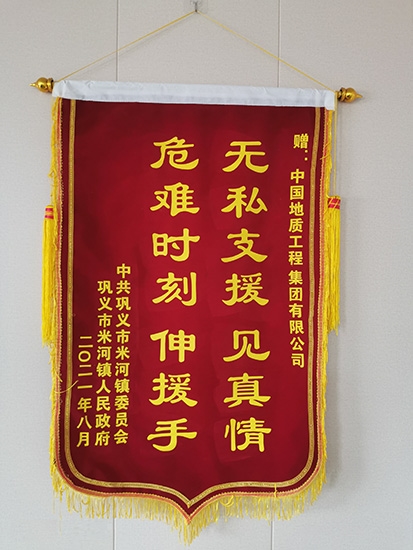 赠：中国地质工程集团有限公司
无私支援见真情
危难时刻伸援手
中共巩义市米河镇委员会
巩义市米河镇人民政府
二〇二一年八月